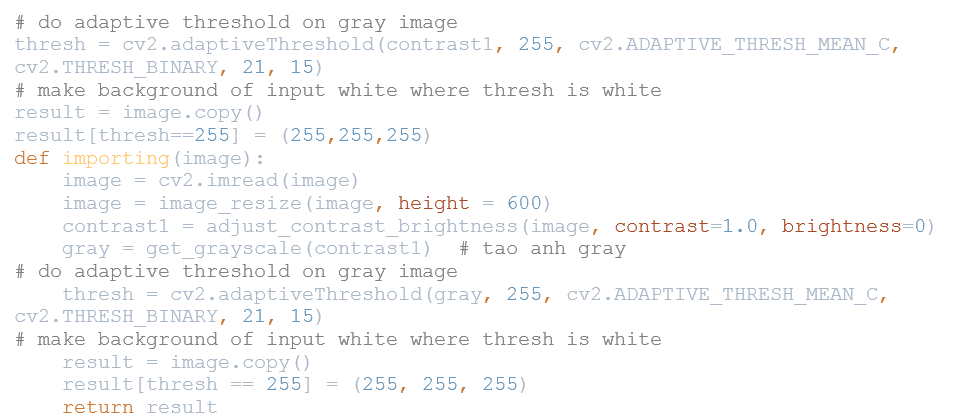 # do adaptive threshold on gray image
thresh = cv2.adaptiveThreshold(contrast1, 255, cv2.ADAPTIVE_THRESH_MEAN_C,
cv2.THRESH_BINARY, 21, 15)
# make background of input white where thresh is white
result = image.copy()
result[thresh==255] = (255,255,255)
def importing(image):
    image = cv2.imread(image)
    image = image_resize(image, height = 600)
    contrast1 = adjust_contrast_brightness(image, contrast=1.0, brightness=0)
    gray = get_grayscale(contrast1)  # tao anh gray
# do adaptive threshold on gray image
    thresh = cv2.adaptiveThreshold(gray, 255, cv2.ADAPTIVE_THRESH_MEAN_C,
cv2.THRESH_BINARY, 21, 15)
# make background of input white where thresh is white
    result = image.copy()
    result[thresh == 255] = (255, 255, 255)
    return result